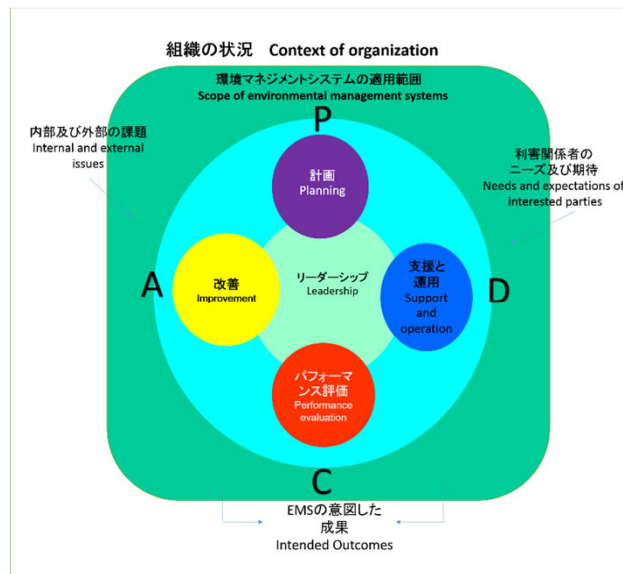 組織の状況 Context of organization
環境マネジメントシステムの適用範囲
Scope of environmental management systems
P
内部及び外部の課題
Internal and external
issues
利害関係者の
ニーズ及び期待
Needs and expectations of
interested parties
計画
Planning
A
改善
Improvement
リーダーシップ
Leadership
支援と
運用
Support
and
operation
D
パフォーマ
ンス評価
Performance
evaluation
C
EMSの意図した
成果
Intended Outcomes